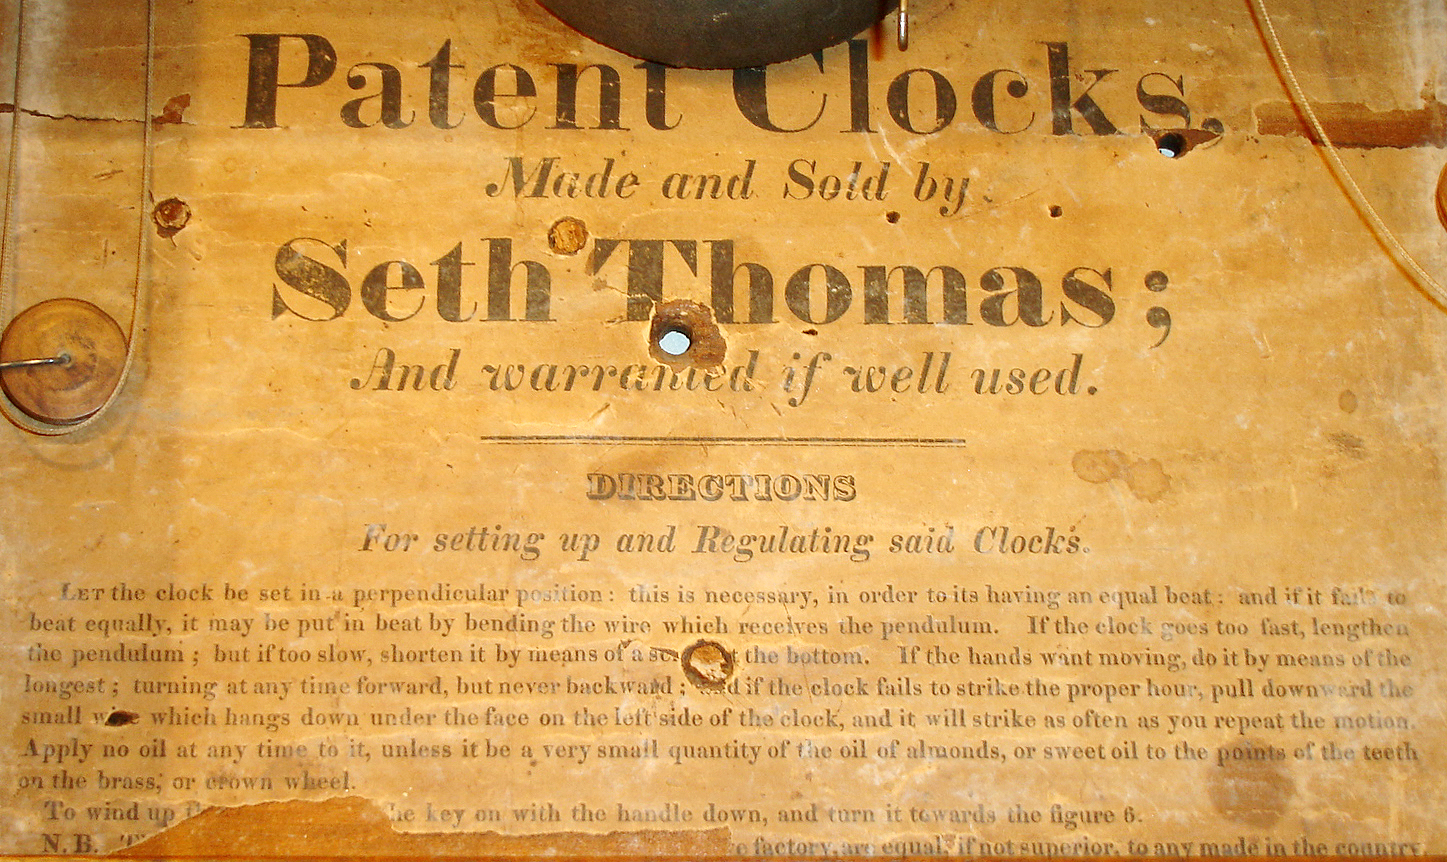 Patent Clocks,
Made and Sold by
Seth Thomas;
And warranted if well used.
DIRECTIONS
For setting up and Regulating said Clocks.
LET the clock be set in a perpendicular position: this is necessary, in order to its having an equal beat: and if it fails to
beat equally, it may be put in beat by bending the wire which receives the pendulum. If the clock goes too fast, lengthen
the pendulum; but if too slow, shorten it by means of a the bottom. If the hands want moving, do it by means of the
longest; turning at any time forward, but never backward; and if the clock fails to strike the proper hour, pull downward the
small wire which hangs down under the face on the left side of the clock, and it will strike as often as you repeat the motion.
Apply no oil at any time to it, unless it be a very small quantity of the oil of almonds, or sweet oil to the points of the teeth
on the brass, or crown wheel.
To wind up key on with the handle down, and turn it towards the figure 6.
N.B. factory, are equal, if not superior, to any made in the country.